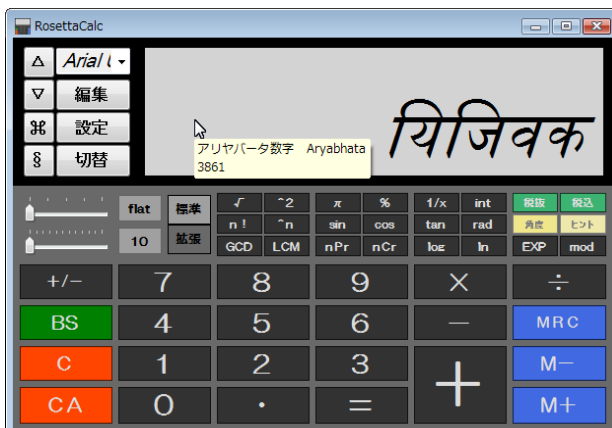 RosettaCalc
△ Arial
▽ 編集
⌘ 設定
§ 切替
यिजिवक
アリヤバータ数字 Aryabhata
3861
flat 標準 √ ^2 π % 1/x int 税抜 税込
n ! ^n sin cos tan rad 角度 ヒント
10 拡張 GCD LCM nPr nCr log ln EXP mod
+/− 7 8 9 × ÷
BS 4 5 6 − MRC
C 1 2 3 + M−
CA 0 · = M+